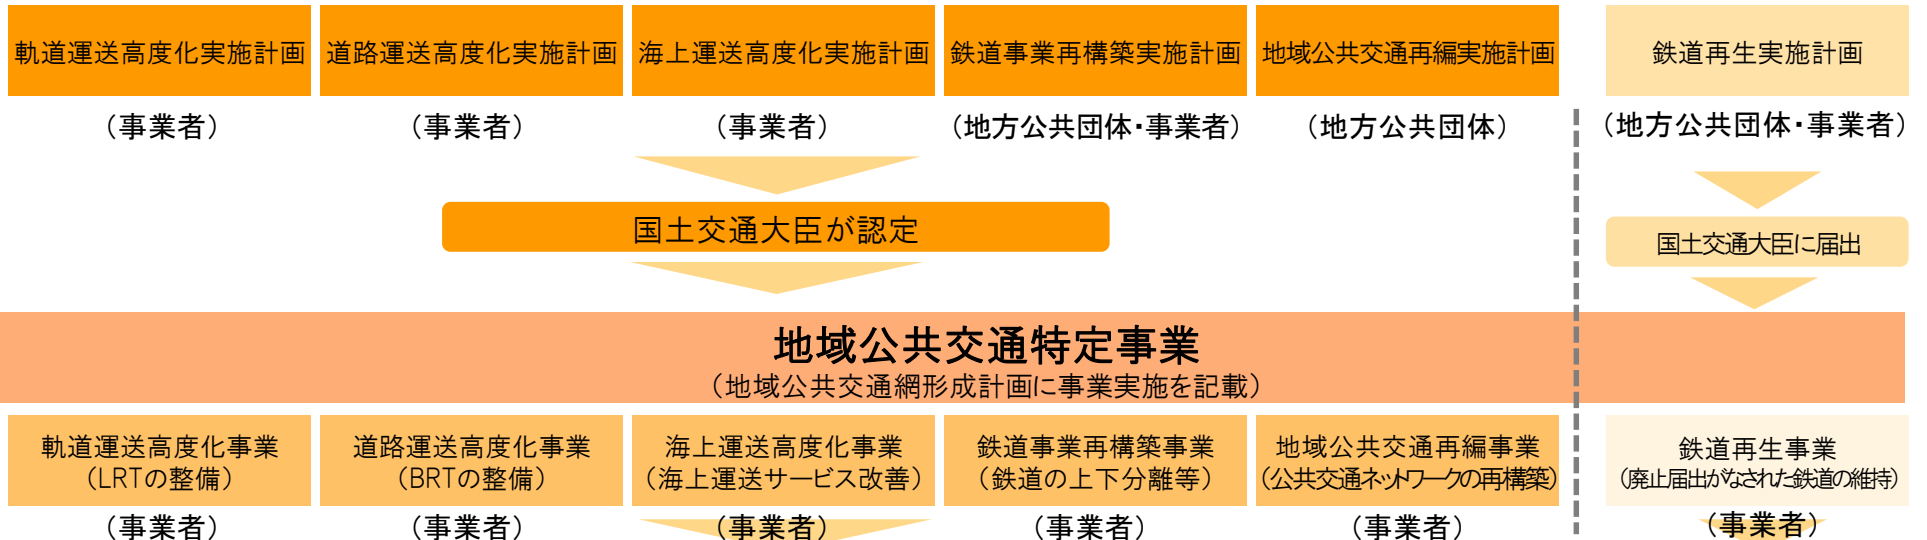 軌道運送高度化実施計画
道路運送高度化実施計画
海上運送高度化実施計画
鉄道事業再構築実施計画
地域公共交通再編実施計画
鉄道再生実施計画
（事業者）
（事業者）
（事業者）
（地方公共団体・事業者）
（地方公共団体）
（地方公共団体・事業者）
国土交通大臣が認定
国土交通大臣に届出
地域公共交通特定事業
（地域公共交通網形成計画に事業実施を記載）
軌道運送高度化事業
（LRTの整備）
道路運送高度化事業
（BRTの整備）
海上運送高度化事業
（海上運送サービス改善）
鉄道事業再構築事業
（鉄道の上下分離等）
地域公共交通再編事業
（公共交通ネットワークの再構築）
鉄道再生事業
（廃止届出がなされた鉄道の維持）
（事業者）
（事業者）
（事業者）
（事業者）
（事業者）
（事業者）